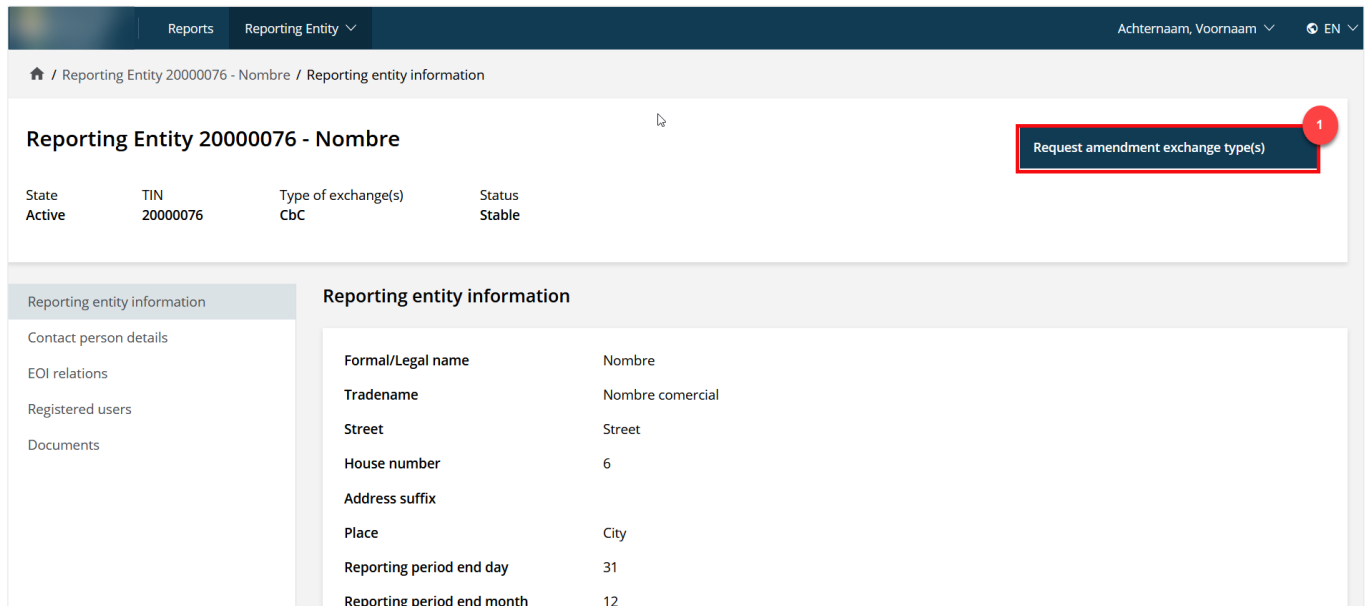 Reports Reporting Entity Achternaam, Voornaam EN
/ Reporting Entity 20000076 - Nombre / Reporting entity information
Reporting Entity 20000076 - Nombre
1
Request amendment exchange type(s)
State TIN Type of exchange(s) Status
Active 20000076 CbC Stable
Reporting entity information
Contact person details
EOI relations
Registered users
Documents
Reporting entity information
Formal/Legal name Nombre
Tradename Nombre comercial
Street Street
House number 6
Address suffix
Place City
Reporting period end day 31
Reporting period end month 12